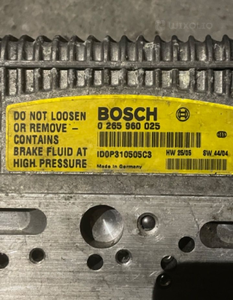 DO NOT LOOSEN
OR REMOVE -
CONTAINS
BRAKE FLUID AT
HIGH PRESSURE
BOSCH
0 265 960 025
ID0P310505C3
HW 25/05 SW 44/04
Made in Germany